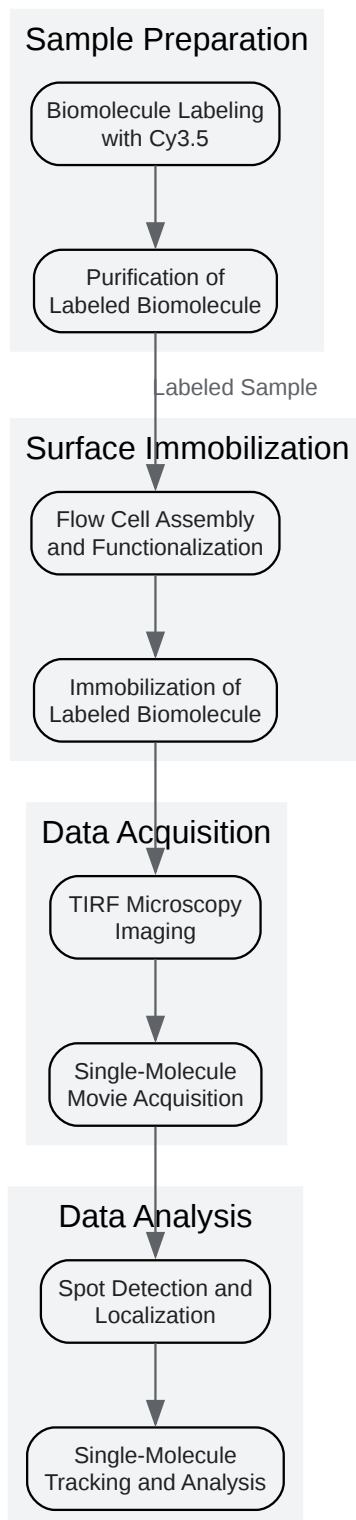 Sample Preparation
Biomolecule Labeling
with Cy3.5
Purification of
Labeled Biomolecule
Labeled Sample
Surface Immobilization
Flow Cell Assembly
and Functionalization
Immobilization of
Labeled Biomolecule
Data Acquisition
TIRF Microscopy
Imaging
Single-Molecule
Movie Acquisition
Data Analysis
Spot Detection and
Localization
Single-Molecule
Tracking and Analysis